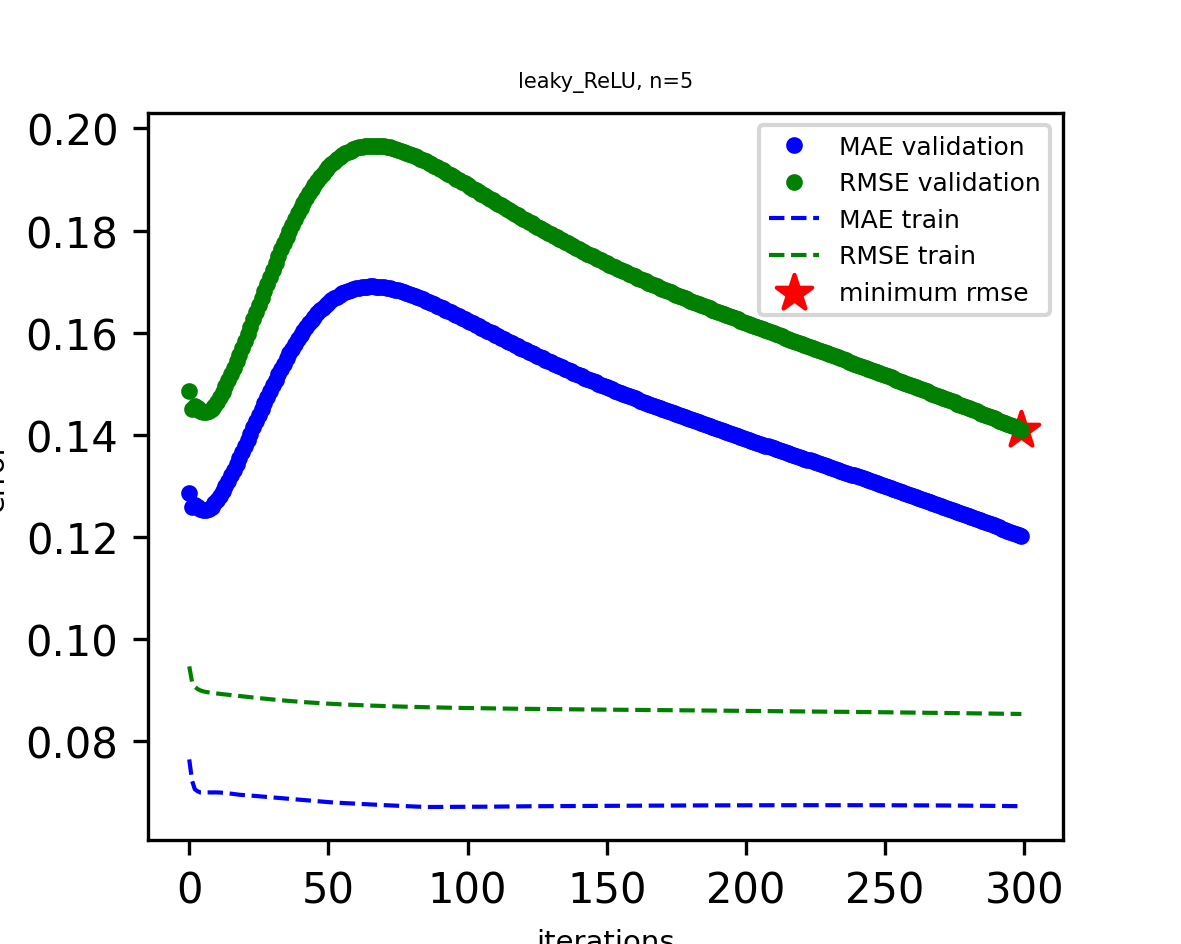 leaky_ReLU, n=5
0.20
0.18
0.16
0.14
0.12
0.10
0.08
MAE validation
RMSE validation
MAE train
RMSE train
minimum rmse
0 50 100 150 200 250 300
iterations